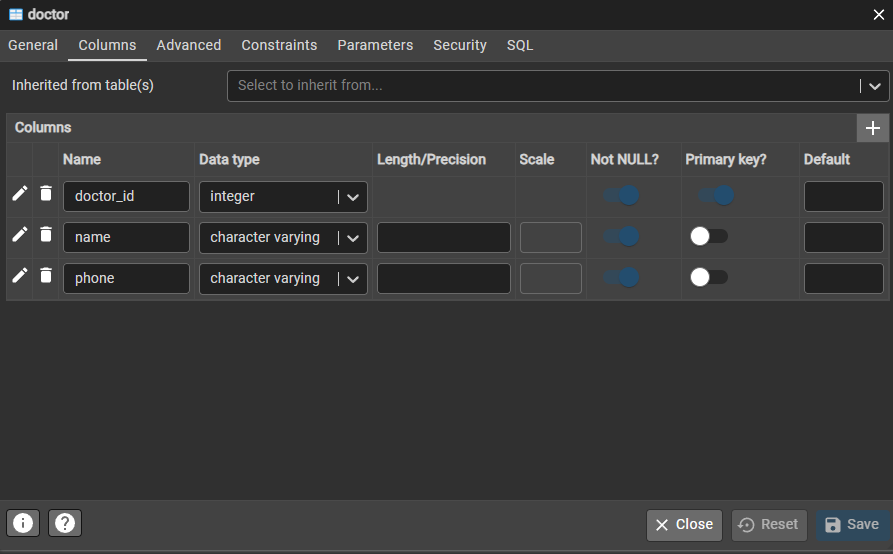 doctor
General Columns Advanced Constraints Parameters Security SQL
Inherited from table(s) Select to inherit from...
Columns
Name Data type Length/Precision Scale Not NULL? Primary key? Default
doctor_id integer
name character varying
phone character varying
Close Reset Save